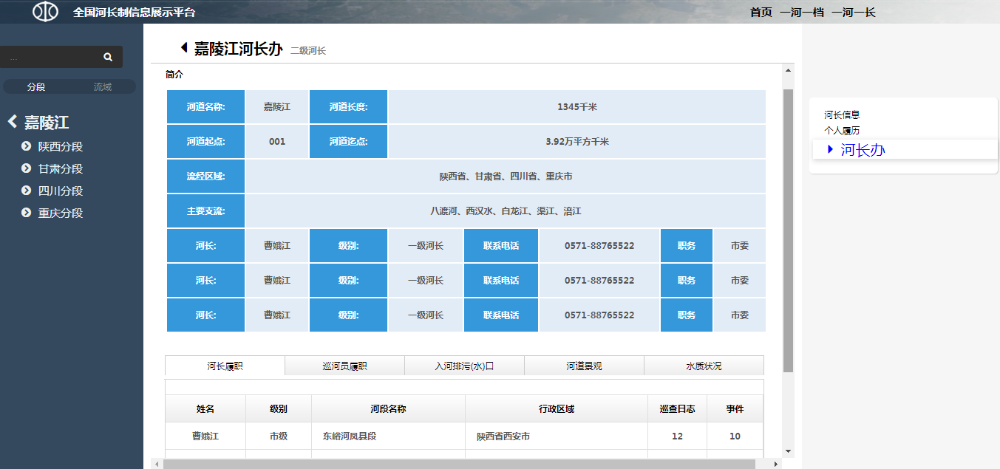 全国河长制信息展示平台 首页 一河一档 一河一长
...
分段 流域
嘉陵江
陕西分段
甘肃分段
四川分段
重庆分段
嘉陵江河长办 二级河长
简介
河道名称: 嘉陵江 河道长度: 1345千米
河道起点: 001 河道迄点: 3.92万平方千米
流经区域: 陕西省、甘肃省、四川省、重庆市
主要支流: 八渡河、西汉水、白龙江、渠江、涪江
河长: 曹娥江 级别: 一级河长 联系电话 0571-88765522 职务 市委
河长: 曹娥江 级别: 一级河长 联系电话 0571-88765522 职务 市委
河长: 曹娥江 级别: 一级河长 联系电话 0571-88765522 职务 市委
河长履职 巡河员履职 入河排污(水)口 河道景观 水质状况
姓名 级别 河段名称 行政区域 巡查日志 事件
曹娥江 市级 东峪河凤县段 陕西省西安市 12 10
河长信息
个人履历
河长办